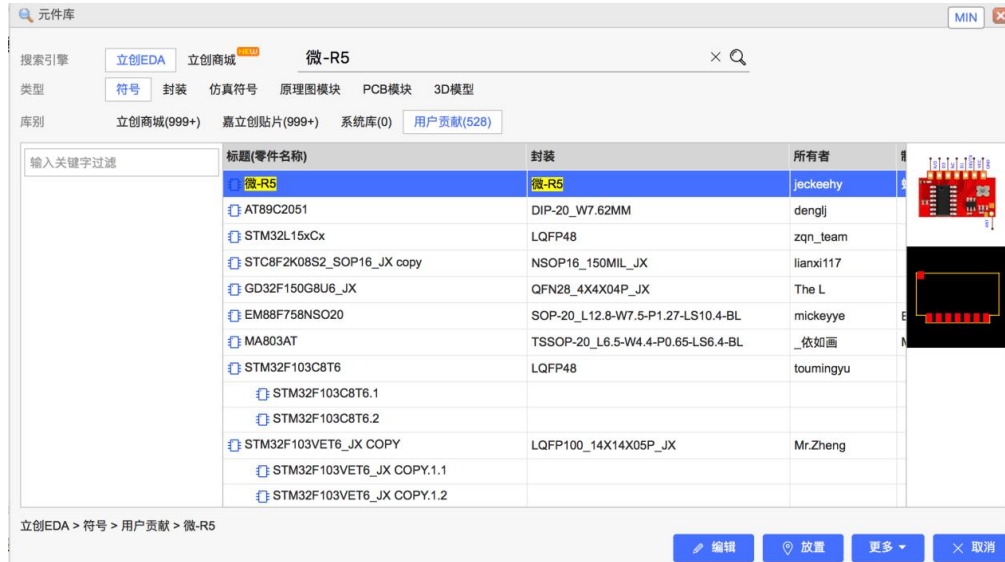 元件库 MIN
搜索引擎 立创EDA 立创商城 NEW 微-R5
类型 符号 封装 仿真符号 原理图模块 PCB模块 3D模型
库别 立创商城(999+) 嘉立创贴片(999+) 系统库(0) 用户贡献(528)
输入关键字过滤
标题(零件名称) 封装 所有者
微-R5 微-R5 jeckeehy
AT89C2051 DIP-20_W7.62MM denglj
STM32L15xCx LQFP48 zqn_team
STC8F2K08S2_SOP16_JX copy NSOP16_150MIL_JX lianxi117
GD32F150G8U6_JX QFN28_4X4X04P_JX The L
EM88F758NSO20 SOP-20_L12.8-W7.5-P1.27-LS10.4-BL mickeyye
MA803AT TSSOP-20_L6.5-W4.4-P0.65-LS6.4-BL _依如画
STM32F103C8T6 LQFP48 toumingyu
STM32F103C8T6.1
STM32F103C8T6.2
STM32F103VET6_JX COPY LQFP100_14X14X05P_JX Mr.Zheng
STM32F103VET6_JX COPY.1.1
STM32F103VET6_JX COPY.1.2
立创EDA > 符号 > 用户贡献 > 微-R5
编辑 放置 更多 取消